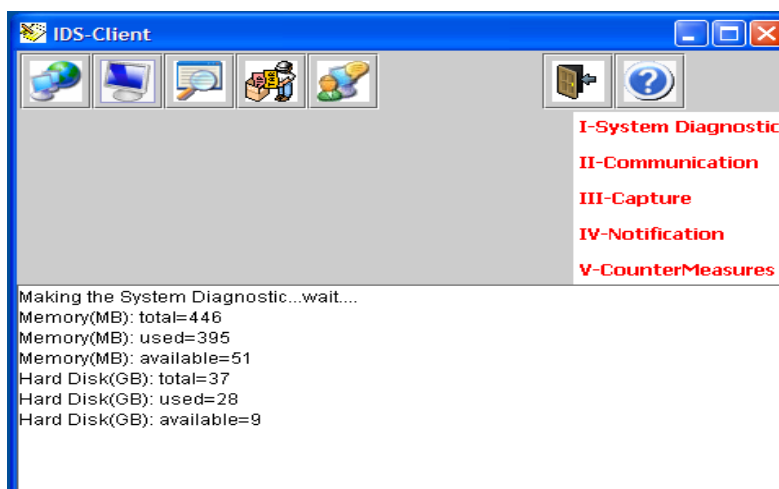 IDS-Client
I-System Diagnostic
II-Communication
III-Capture
IV-Notification
V-CounterMeasures
Making the System Diagnostic...wait....
Memory(MB): total=446
Memory(MB): used=395
Memory(MB): available=51
Hard Disk(GB): total=37
Hard Disk(GB): used=28
Hard Disk(GB): available=9